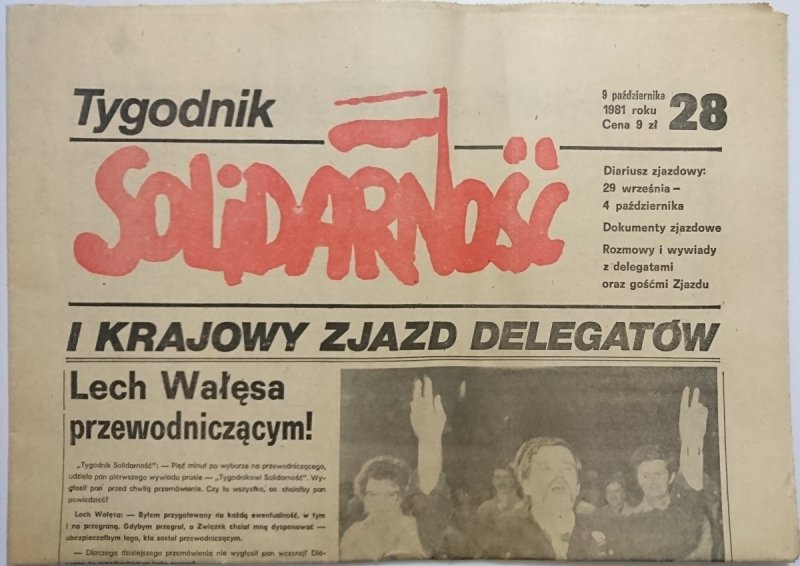 Tygodnik
SOLIDARNOŚĆ
9 października
1981 roku
Cena 9 zł
28
Diariusz zjazdowy:
29 września –
4 października
Dokumenty zjazdowe
Rozmowy i wywiady
z delegatami
oraz gośćmi Zjazdu
I KRAJOWY ZJAZD DELEGATÓW
Lech Wałęsa
przewodniczącym!
„Tygodnik Solidarność”: — Pięć minut po wyborze na przewodniczącego,
udziela pan pierwszego wywiadu prasie — „Tygodnikowi Solidarność”. Wy-
głosił pan przed chwilą przemówienie. Czy to wszystko, co chciałby pan
powiedzieć?
Lech Wałęsa: — Byłem przygotowany na każdą ewentualność, w tym
i na przegraną. Gdybym przegrał, a Związek chciał mną dysponować —
ubezpieczałbym tego, kto został przewodniczącym.
— Dlaczego dzisiejszego przemówienia nie wygłosił pan wczoraj? Dla-